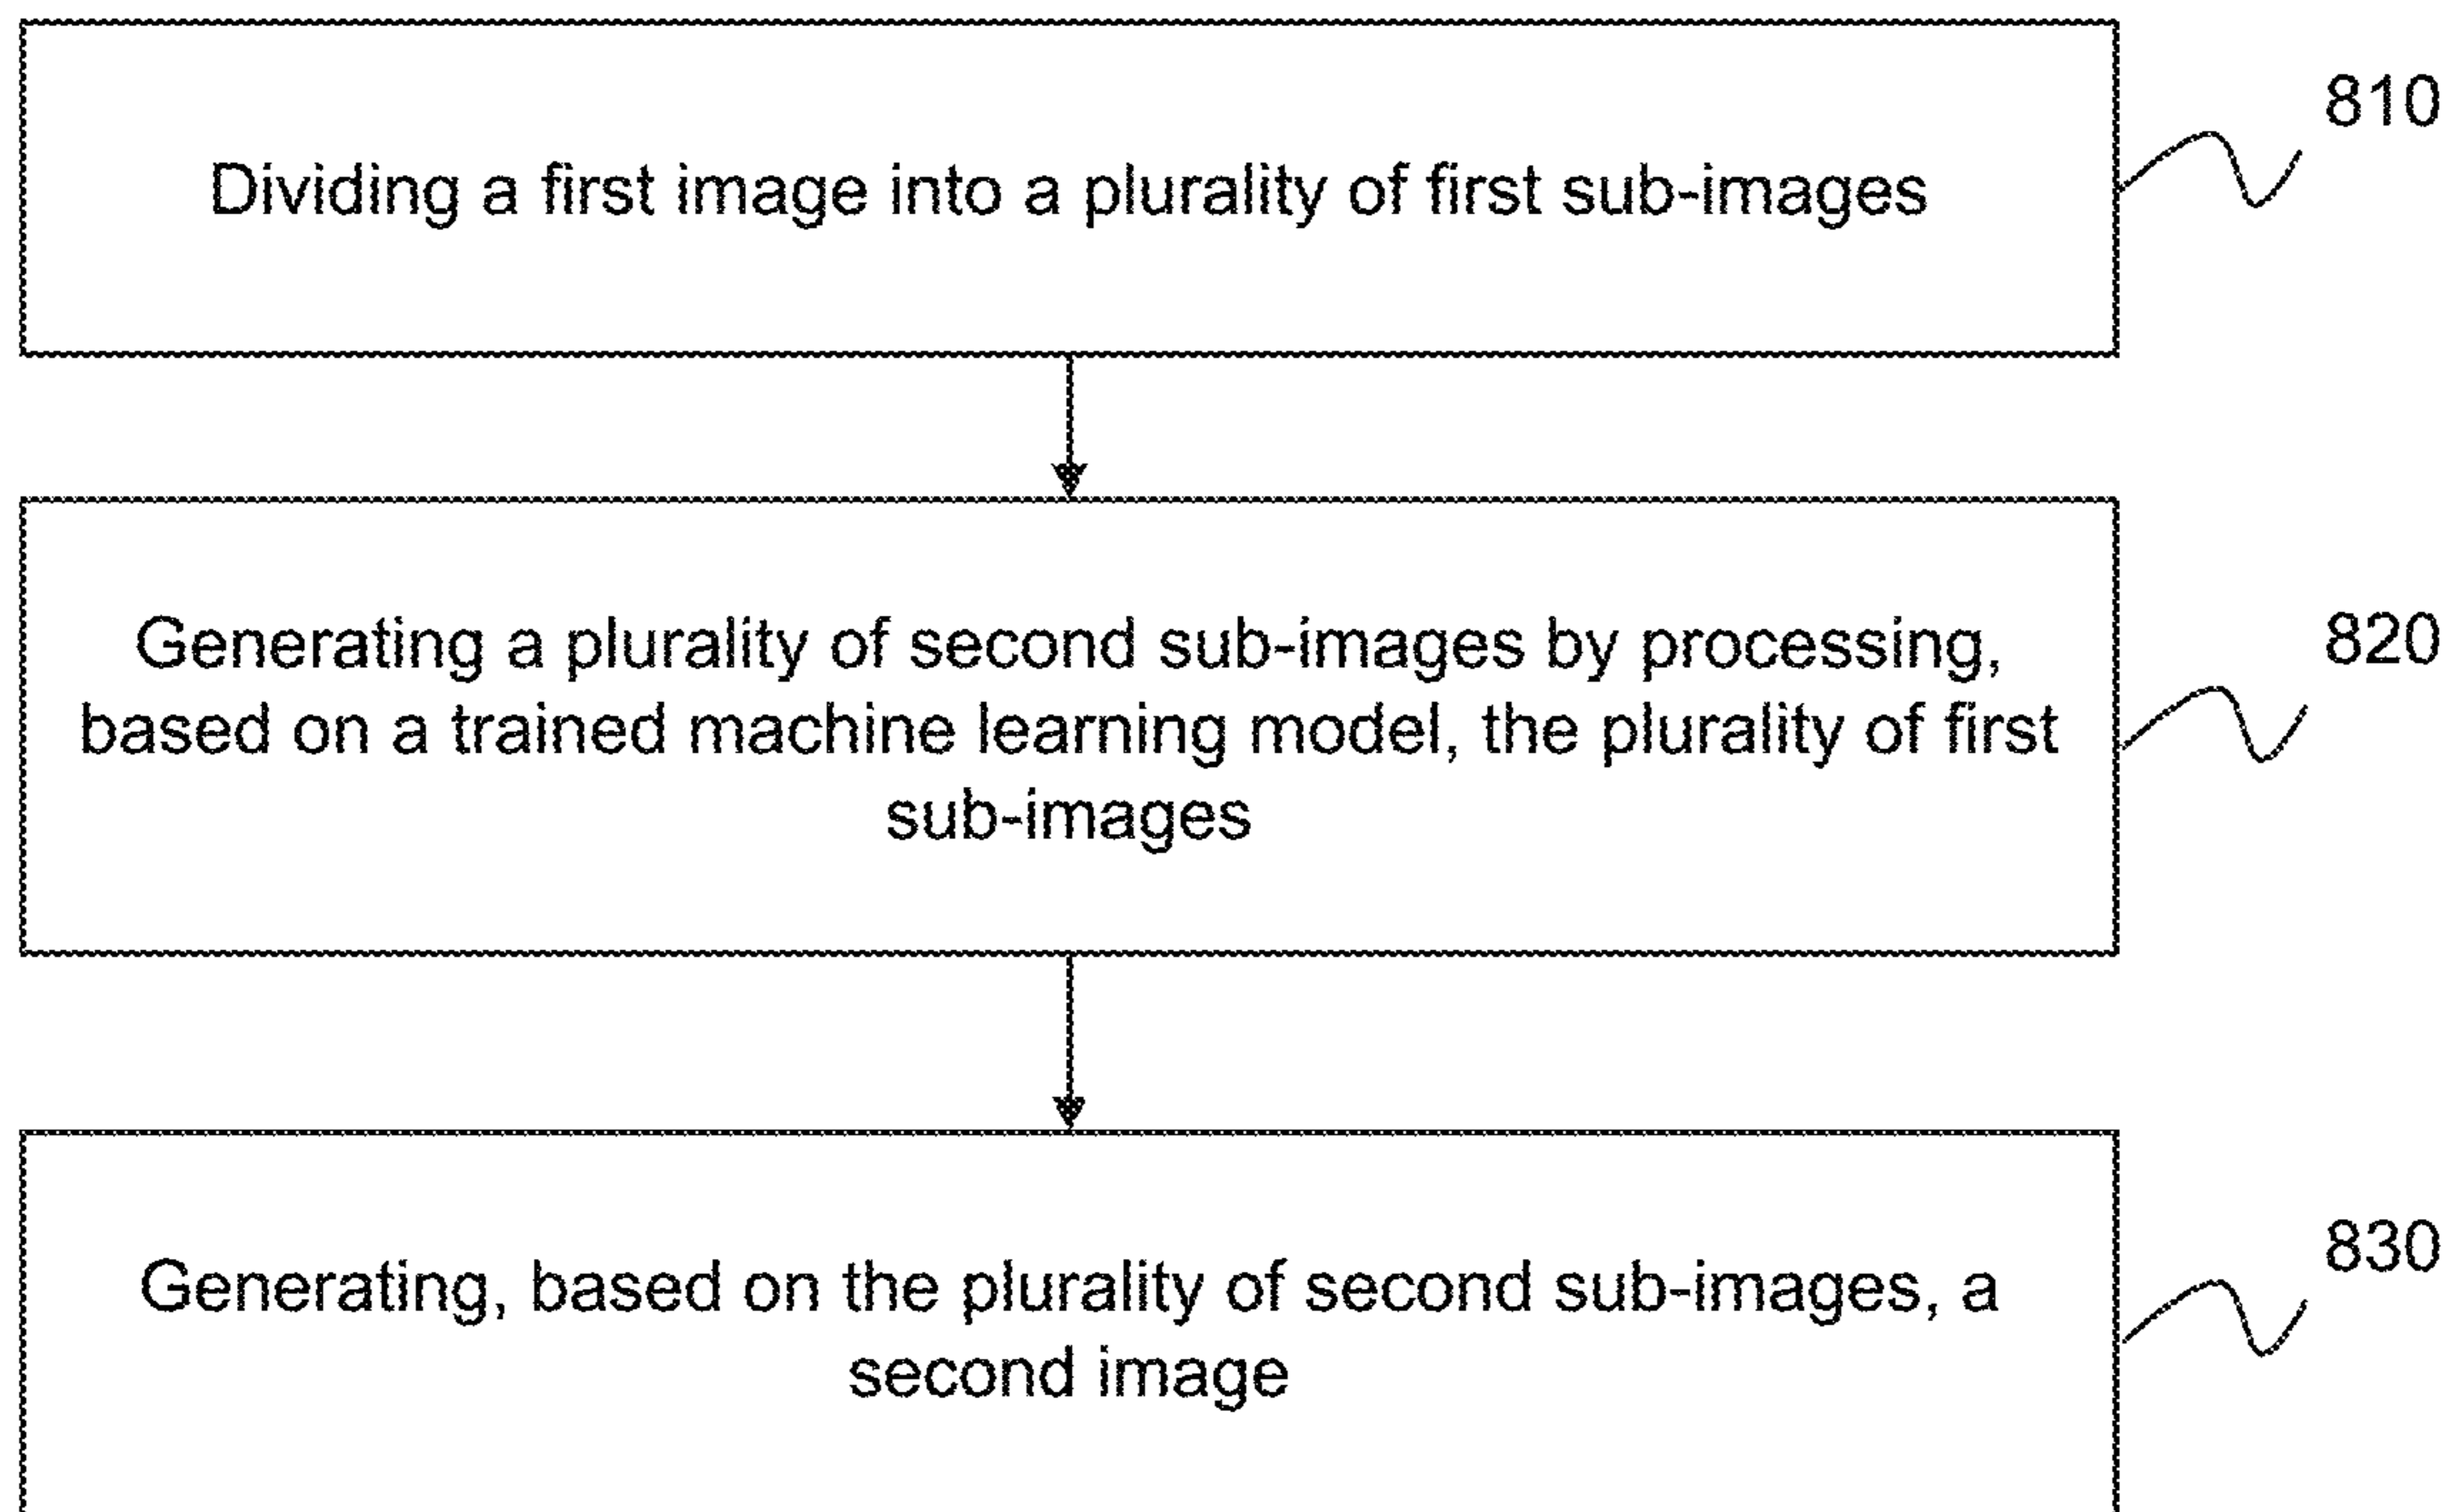 810
Dividing a first image into a plurality of first sub-images
820
Generating a plurality of second sub-images by processing,
based on a trained machine learning model, the plurality of first
sub-images
830
Generating, based on the plurality of second sub-images, a
second image